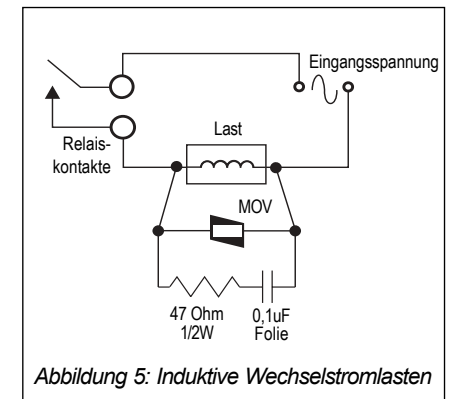 Eingangsspannung
Relais-
kontakte
Last
MOV
47 Ohm
1/2W
0,1uF
Folie
Abbildung 5: Induktive Wechselstromlasten